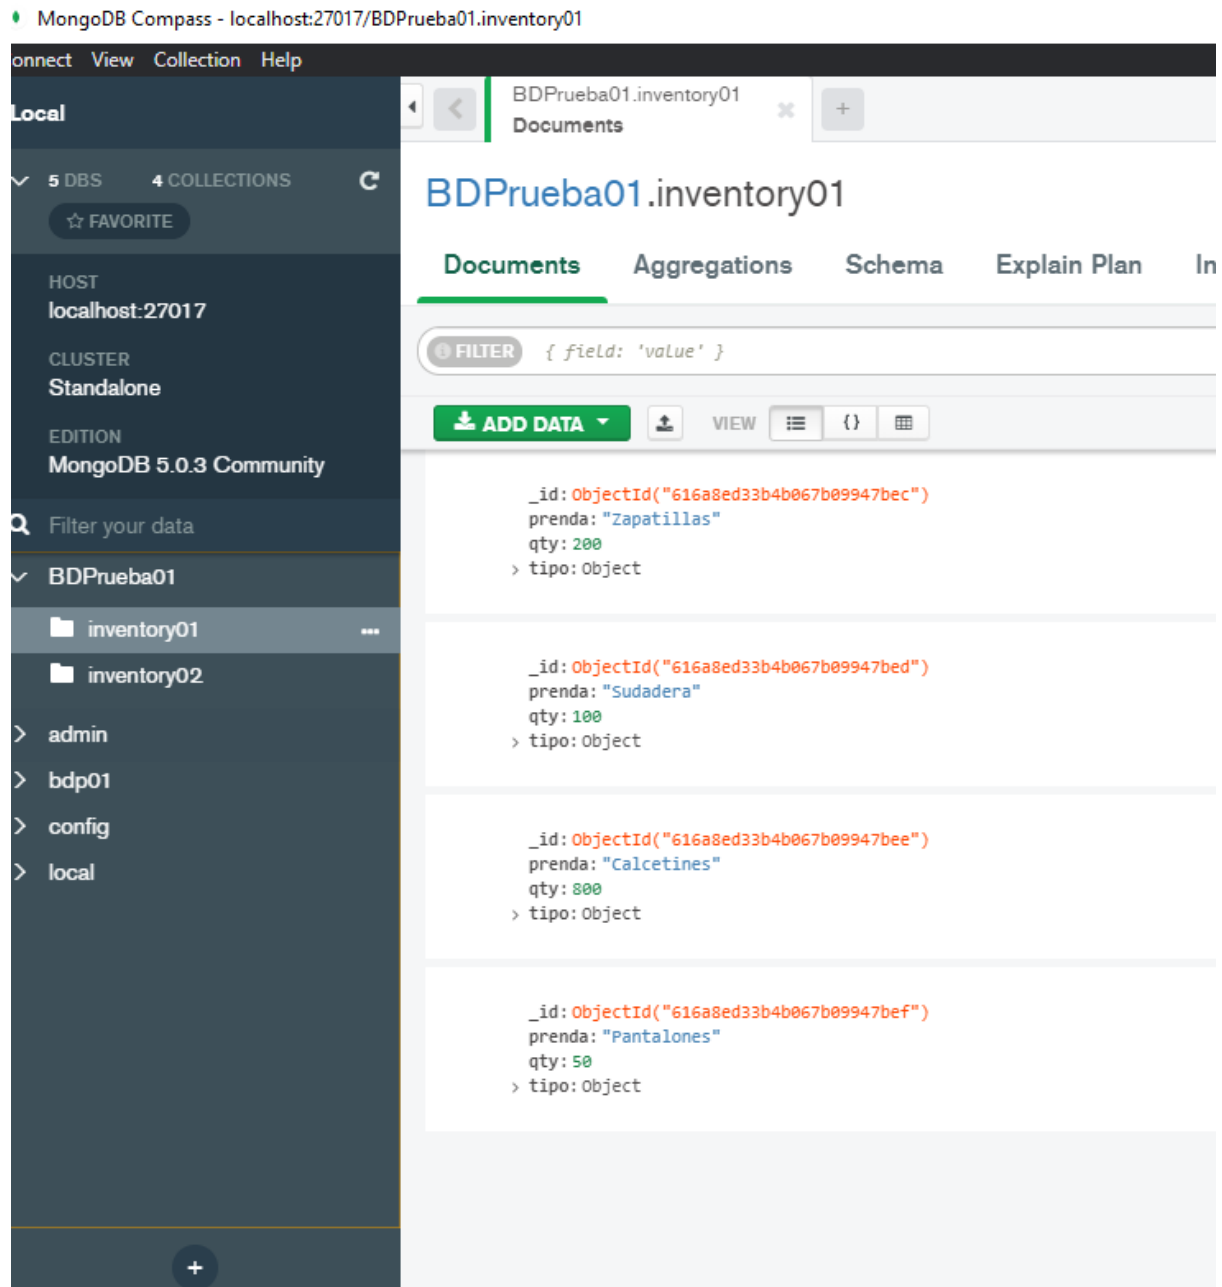 MongoDB Compass - localhost:27017/BDPrueba01.inventory01
onnect View Collection Help
Local
5 DBS 4 COLLECTIONS
FAVORITE
HOST
localhost:27017
CLUSTER
Standalone
EDITION
MongoDB 5.0.3 Community
Filter your data
BDPrueba01
inventory01
inventory02
admin
bdp01
config
local
BDPrueba01.inventory01
Documents
BDPrueba01.inventory01
Documents Aggregations Schema Explain Plan In
FILTER { field: 'value' }
ADD DATA VIEW {}
_id: ObjectId("616a8ed33b4b067b09947bec")
prenda: "Zapatillas"
qty: 200
> tipo: Object
_id: ObjectId("616a8ed33b4b067b09947bed")
prenda: "Sudadera"
qty: 100
> tipo: Object
_id: ObjectId("616a8ed33b4b067b09947bee")
prenda: "Calcetines"
qty: 800
> tipo: Object
_id: ObjectId("616a8ed33b4b067b09947bef")
prenda: "Pantalones"
qty: 50
> tipo: Object